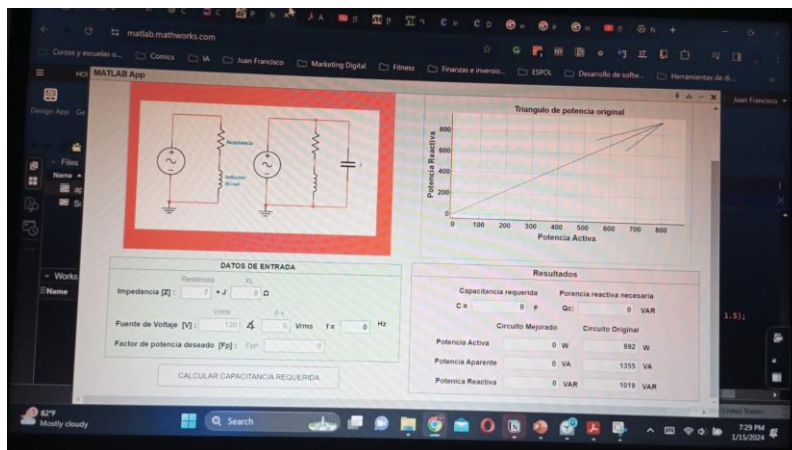 matlab.mathworks.com
Cursos y escuelas o... Comics IA Juan Francisco Marketing Digital Fitness Finanzas e inversio... ESPOL Desarrollo de softw... Herramientas de di...
MATLAB App
Juan Francisco
Design App
Files
Name
Works
Name
Resistencia
Inductor
Triangulo de potencia original
Potencia Reactiva
800
600
400
200
0
0 100 200 300 400 500 600 700 800
Potencia Activa
DATOS DE ENTRADA
Resitencia XL
Impedancia [Z] : 7 + J 8 Ω
Vrms
Fuente de Voltaje [V] : 120 0 Vrms f = 0 Hz
Factor de potencia deseado [Fp] : Fpn 0
CALCULAR CAPACITANCIA REQUERIDA
Resultados
Capacitancia requerida Porencia reactiva necesaria
C = 0 F Qc: 0 VAR
Circuito Mejorado Circuito Original
Potencia Activa 0 W 892 W
Potencia Aparente 0 VA 1355 VA
Potenica Reactiva 0 VAR 1019 VAR
1.5);
82°F
Mostly cloudy
Search
7:29 PM
1/15/2024